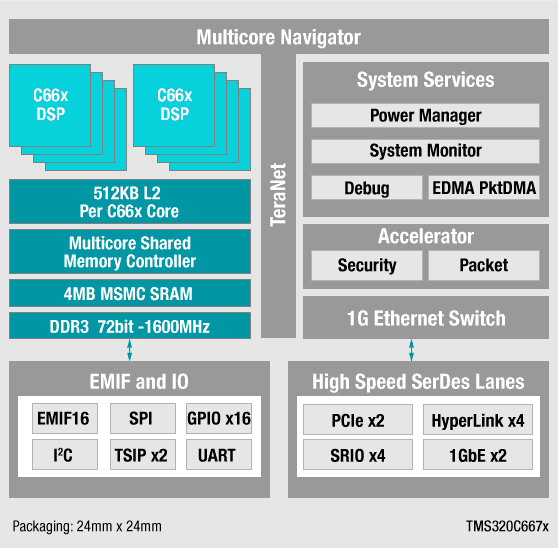 Multicore Navigator
C66x
DSP
C66x
DSP
512KB L2
Per C66x Core
Multicore Shared
Memory Controller
4MB MSMC SRAM
DDR3 72bit -1600MHz
TeraNet
System Services
Power Manager
System Monitor
Debug
EDMA PktDMA
Accelerator
Security
Packet
1G Ethernet Switch
EMIF and IO
EMIF16
SPI
GPIO x16
I²C
TSIP x2
UART
High Speed SerDes Lanes
PCIe x2
HyperLink x4
SRIO x4
1GbE x2
Packaging: 24mm x 24mm
TMS320C667x